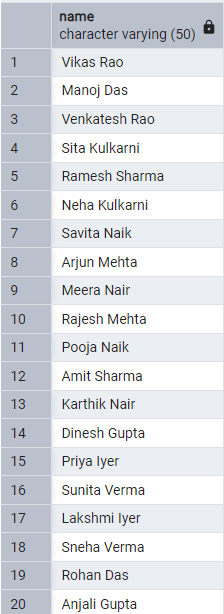 name
character varying (50)
1 Vikas Rao
2 Manoj Das
3 Venkatesh Rao
4 Sita Kulkarni
5 Ramesh Sharma
6 Neha Kulkarni
7 Savita Naik
8 Arjun Mehta
9 Meera Nair
10 Rajesh Mehta
11 Pooja Naik
12 Amit Sharma
13 Karthik Nair
14 Dinesh Gupta
15 Priya Iyer
16 Sunita Verma
17 Lakshmi Iyer
18 Sneha Verma
19 Rohan Das
20 Anjali Gupta